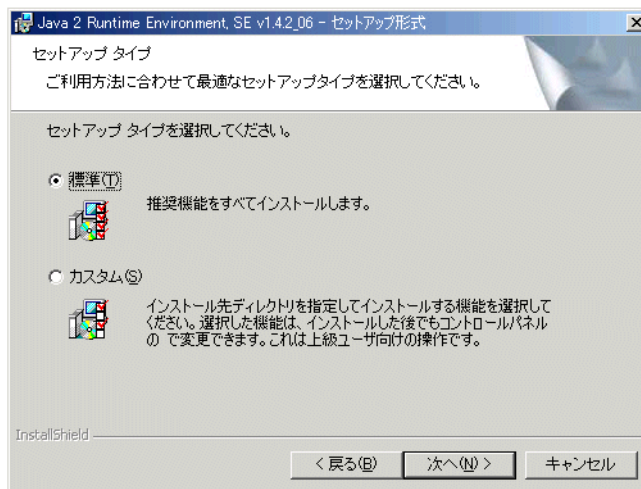 Java 2 Runtime Environment, SE v1.4.2_06 - セットアップ形式
セットアップ タイプ
ご利用方法に合わせて最適なセットアップタイプを選択してください。
セットアップ タイプを選択してください。
標準(T)
推奨機能をすべてインストールします。
カスタム(S)
インストール先ディレクトリを指定してインストールする機能を選択して
ください。選択した機能は、インストールした後でもコントロールパネル
の で変更できます。これは上級ユーザ向けの操作です。
InstallShield
< 戻る(B)
次へ(N) >
キャンセル